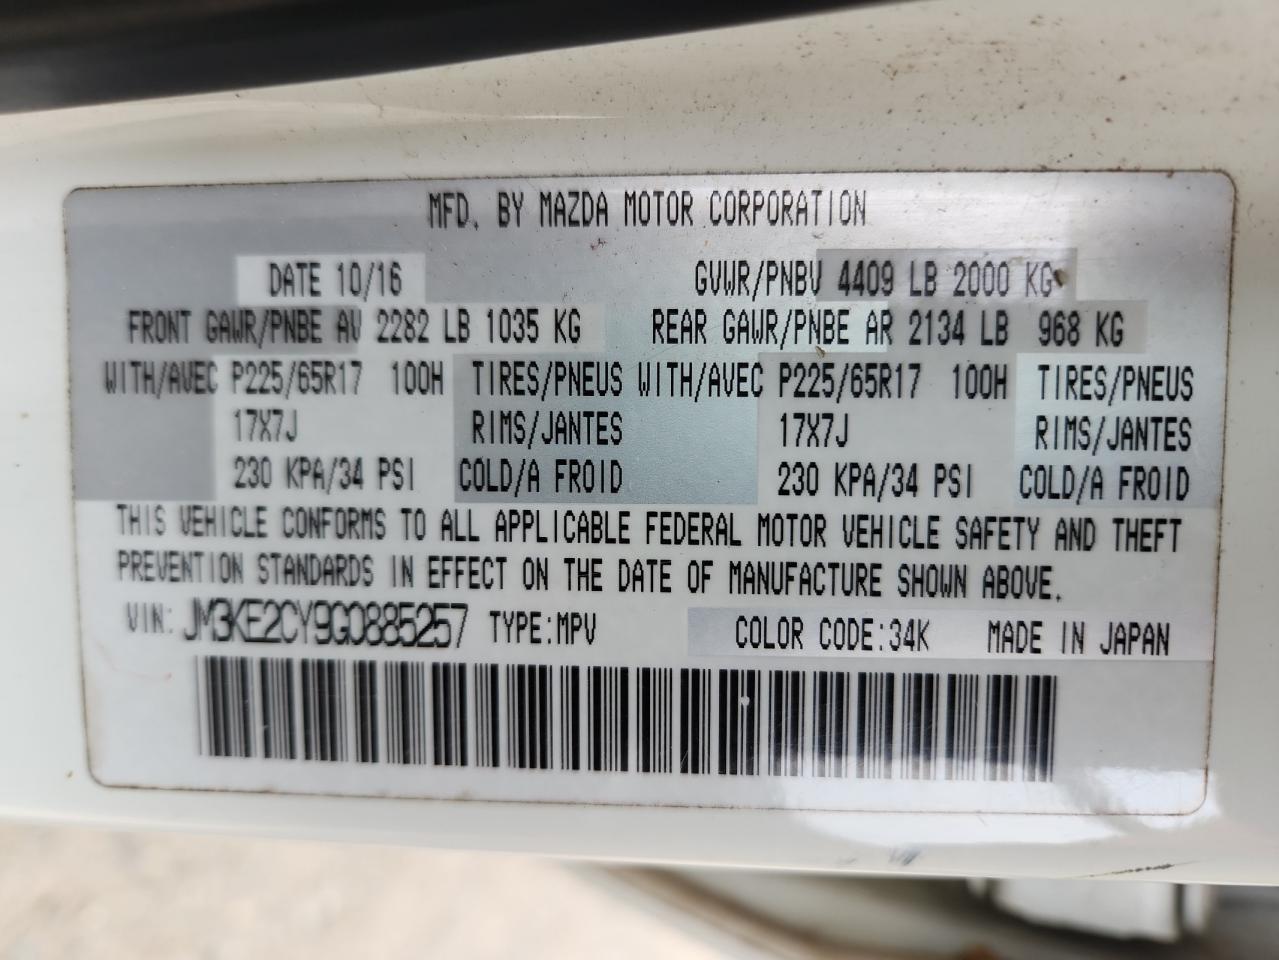 MFD. BY MAZDA MOTOR CORPORATION
DATE 10/16 GVWR/PNBV 4409 LB 2000 KG
FRONT GAWR/PNBE AV 2282 LB 1035 KG REAR GAWR/PNBE AR 2134 LB 968 KG
WITH/AVEC P225/65R17 100H TIRES/PNEUS WITH/AVEC P225/65R17 100H TIRES/PNEUS
17X7J RIMS/JANTES 17X7J RIMS/JANTES
230 KPA/34 PSI COLD/A FROID 230 KPA/34 PSI COLD/A FROID
THIS VEHICLE CONFORMS TO ALL APPLICABLE FEDERAL MOTOR VEHICLE SAFETY AND THEFT
PREVENTION STANDARDS IN EFFECT ON THE DATE OF MANUFACTURE SHOWN ABOVE.
VIN: JM3KE2CY9G0885257 TYPE:MPV COLOR CODE:34K MADE IN JAPAN